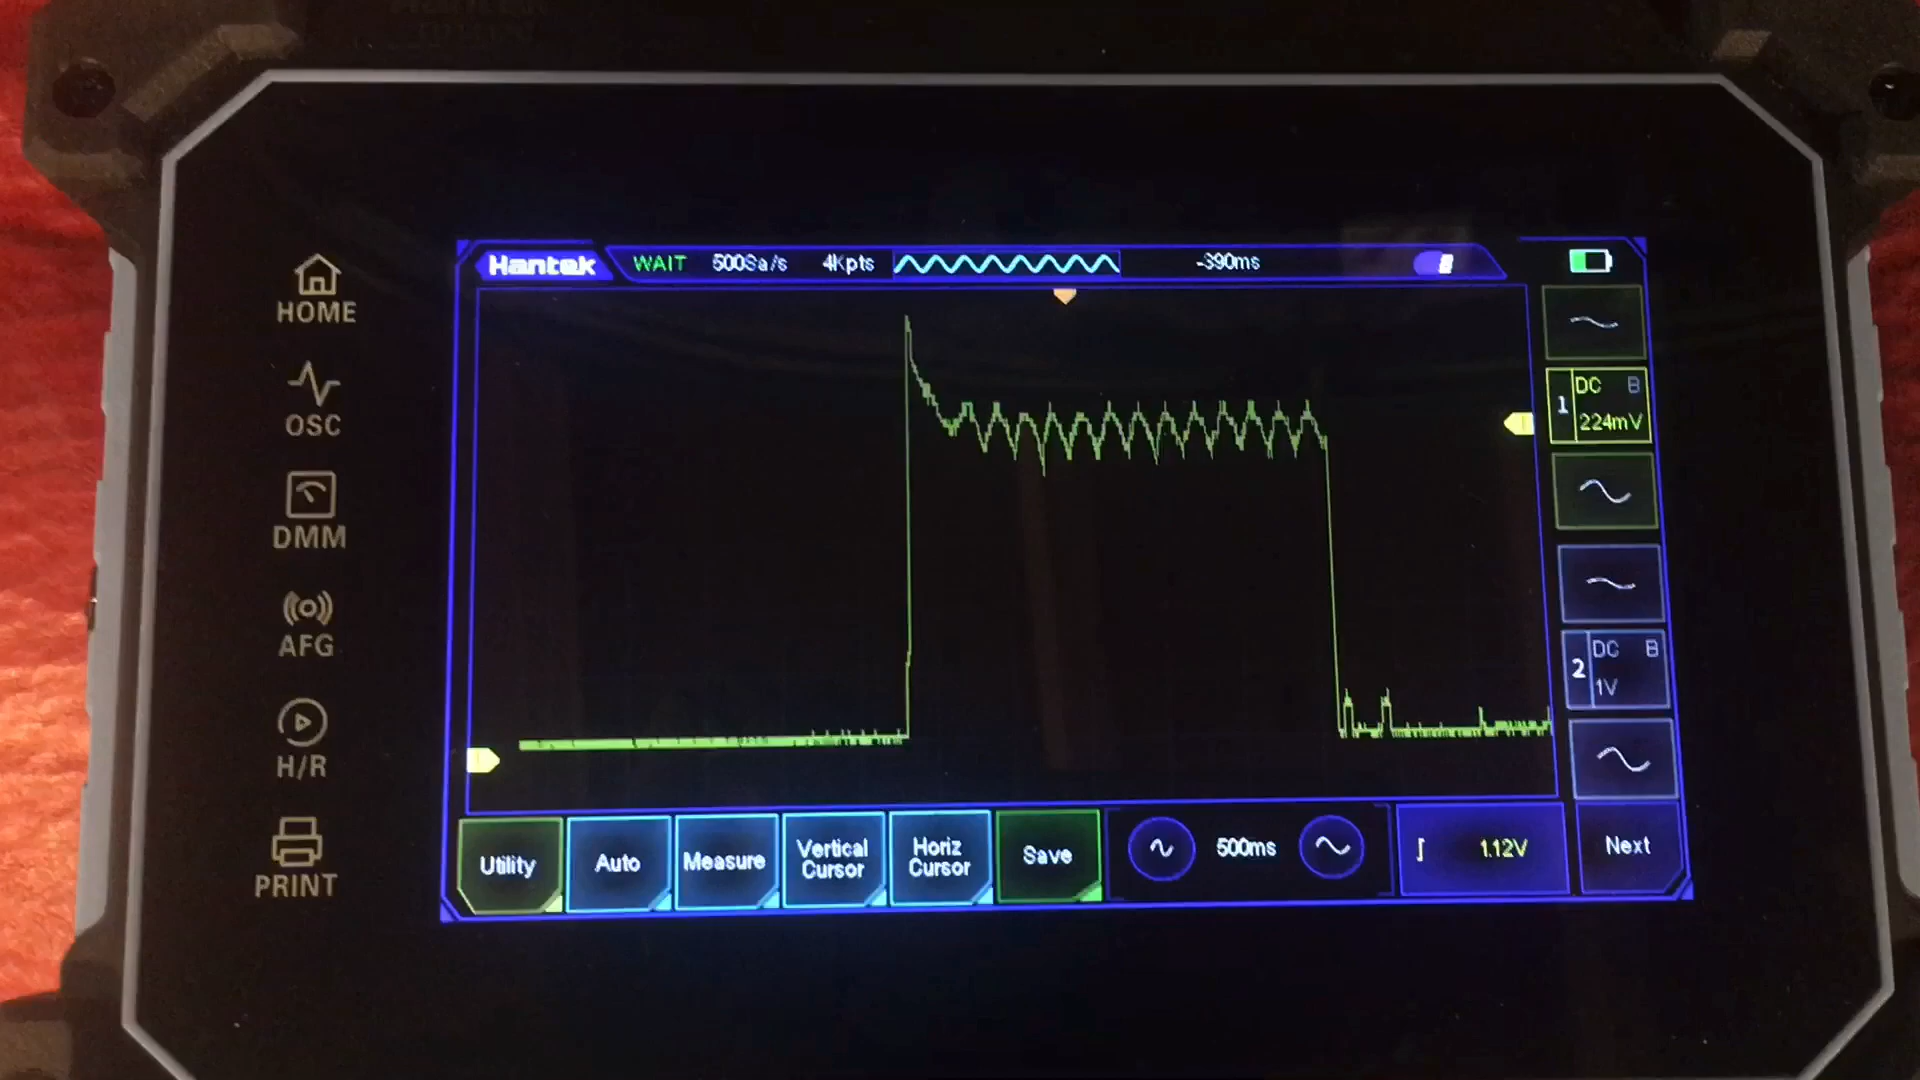 Hantek WAIT 500Sa/s 4Kpts -390ms
HOME
OSC
DMM
AFG
H/R
PRINT
1 DC B
224mV
2 DC B
1V
Utility Auto Measure Vertical Cursor Horiz Cursor Save 500ms 1.12V Next